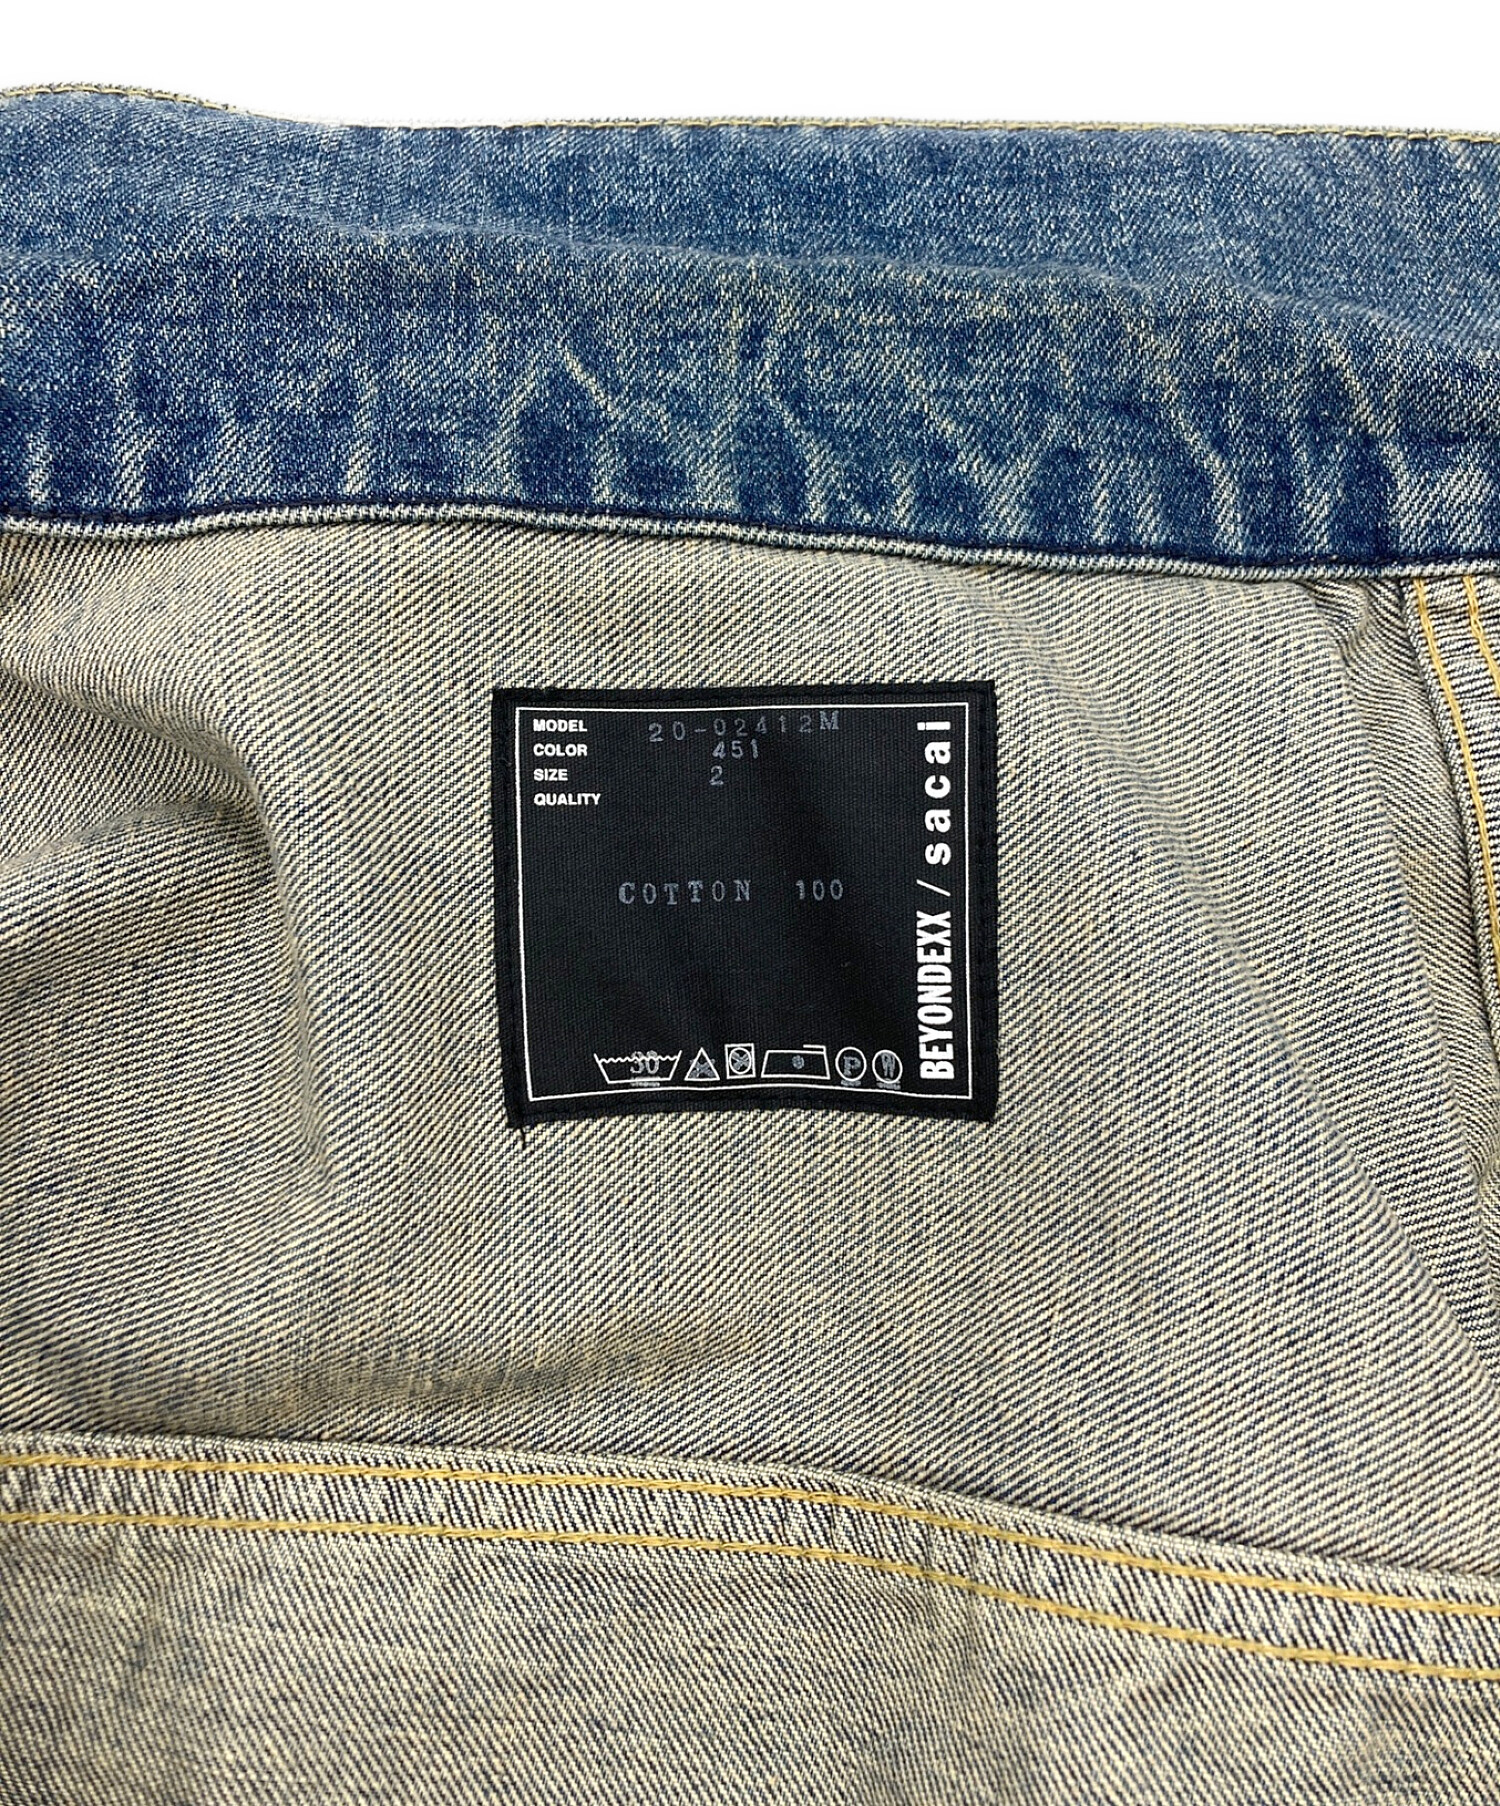 MODEL 20-02412M
COLOR 451
SIZE 2
QUALITY
COTTON 100
30 P W
BEYONDEXX / sacai